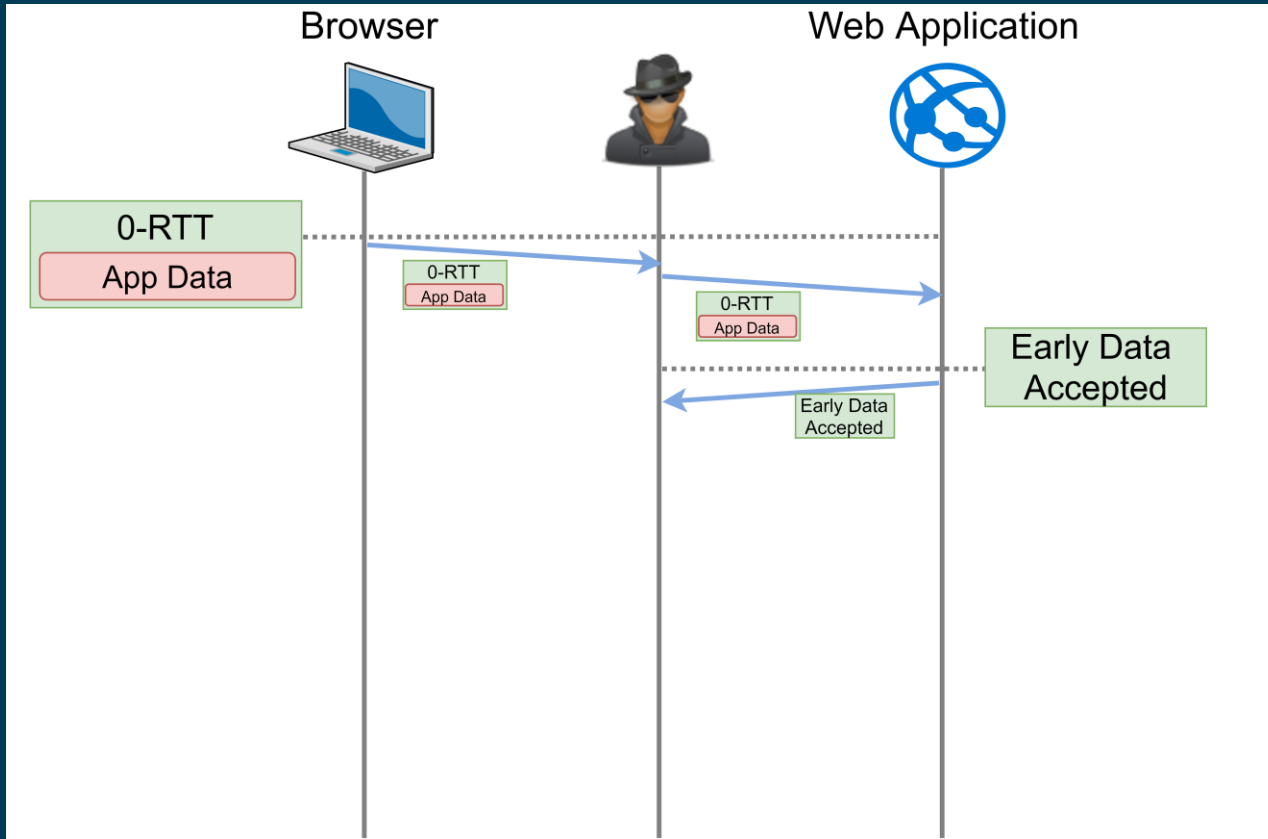 Browser
Web Application
0-RTT
App Data
0-RTT
App Data
0-RTT
App Data
Early Data
Accepted
Early Data
Accepted